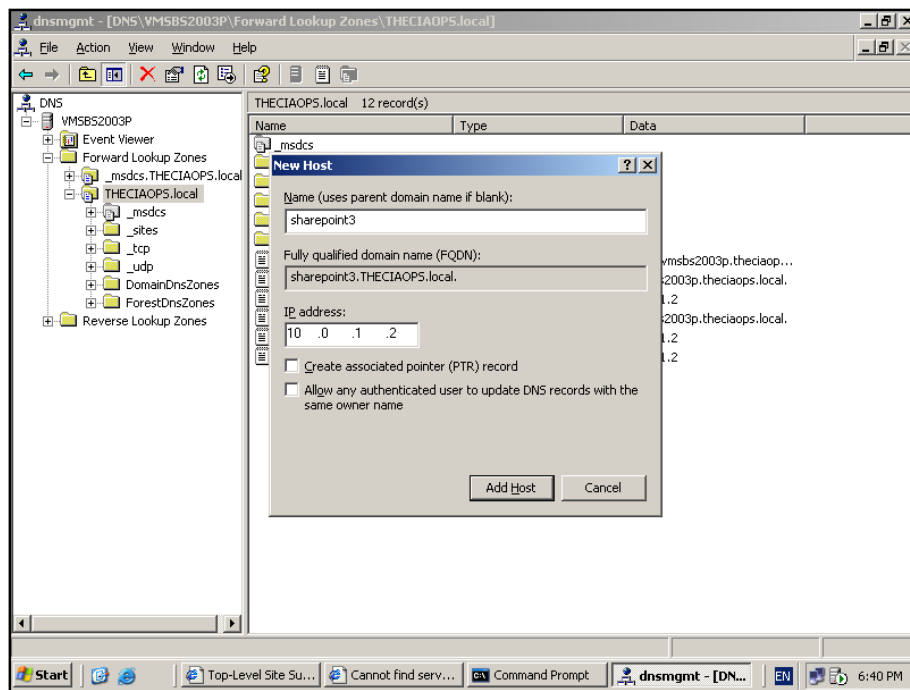 dnsmgmt - [DNS\VMSBS2003P\Forward Lookup Zones\THECIAOPS.local]
File Action View Window Help
DNS
VMSBS2003P
Event Viewer
Forward Lookup Zones
_msdcs.THECIAOPS.local
THECIAOPS.local
_msdcs
_sites
_tcp
_udp
DomainDnsZones
ForestDnsZones
Reverse Lookup Zones
THECIAOPS.local 12 record(s)
Name Type Data
_msdcs
vmsbs2003p.theciaop...
s2003p.theciaops.local.
1.2
s2003p.theciaops.local.
1.2
1.2
New Host
Name (uses parent domain name if blank):
sharepoint3
Fully qualified domain name (FQDN):
sharepoint3.THECIAOPS.local.
IP address:
10 .0 .1 .2
Create associated pointer (PTR) record
Allow any authenticated user to update DNS records with the
same owner name
Add Host Cancel
Start Top-Level Site Su... Cannot find serv... Command Prompt dnsmgmt - [DN... EN 6:40 PM